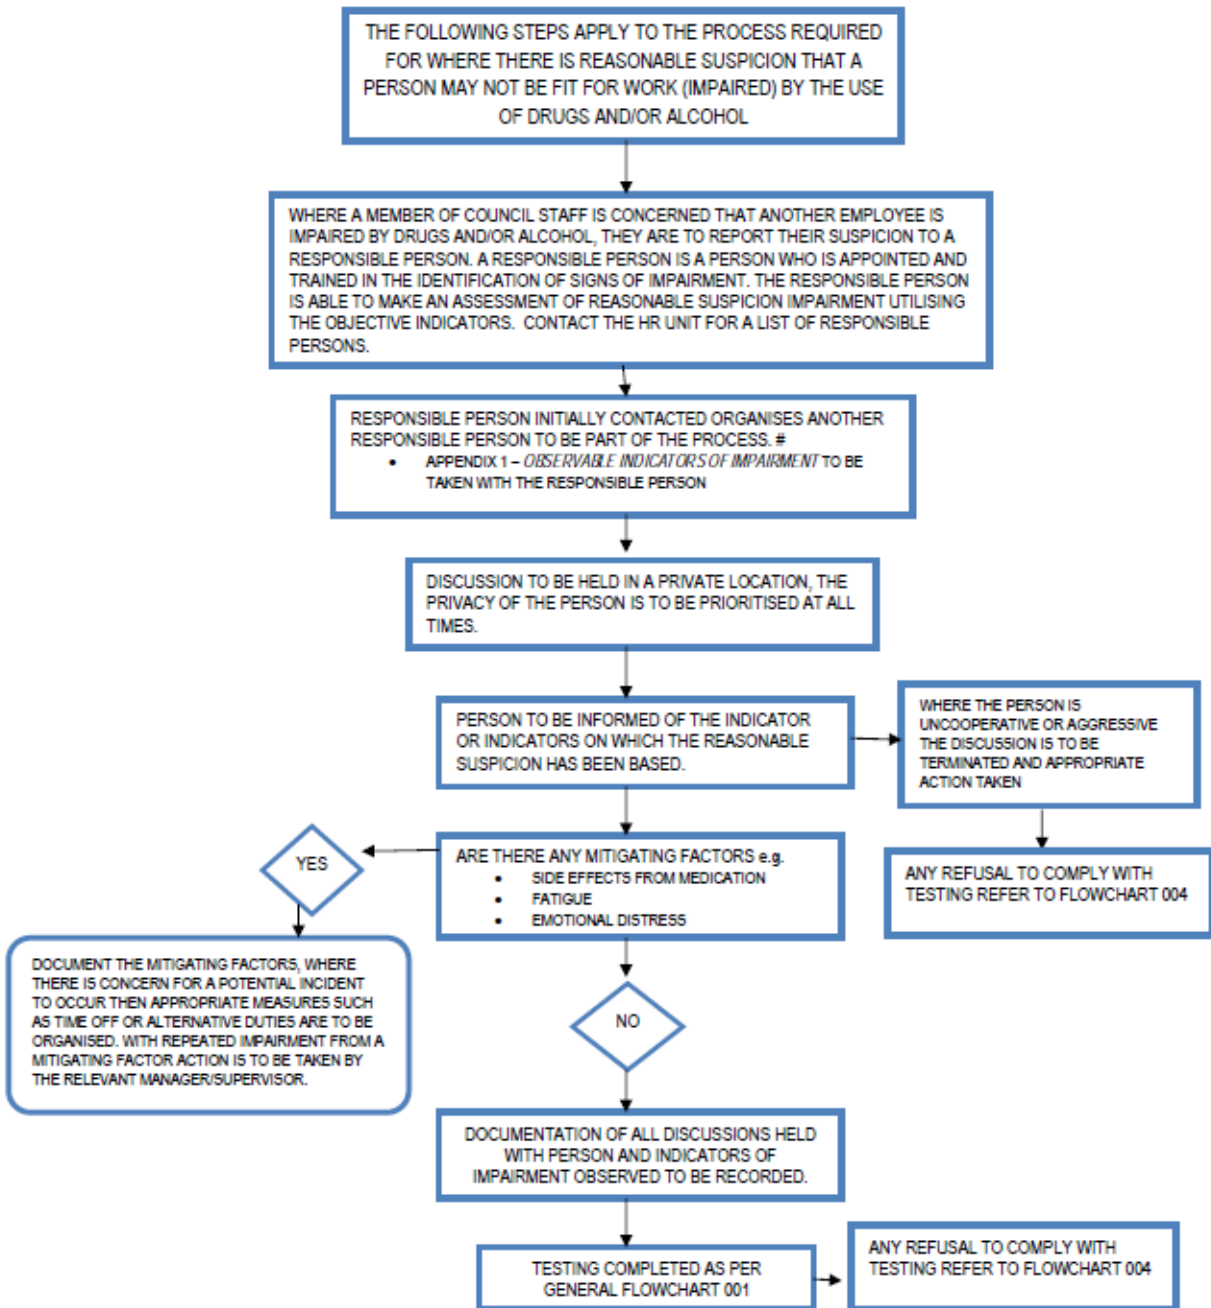 THE FOLLOWING STEPS APPLY TO THE PROCESS REQUIRED
FOR WHERE THERE IS REASONABLE SUSPICION THAT A
PERSON MAY NOT BE FIT FOR WORK (IMPAIRED) BY THE USE
OF DRUGS AND/OR ALCOHOL
WHERE A MEMBER OF COUNCIL STAFF IS CONCERNED THAT ANOTHER EMPLOYEE IS
IMPAIRED BY DRUGS AND/OR ALCOHOL, THEY ARE TO REPORT THEIR SUSPICION TO A
RESPONSIBLE PERSON. A RESPONSIBLE PERSON IS A PERSON WHO IS APPOINTED AND
TRAINED IN THE IDENTIFICATION OF SIGNS OF IMPAIRMENT. THE RESPONSIBLE PERSON
IS ABLE TO MAKE AN ASSESSMENT OF REASONABLE SUSPICION IMPAIRMENT UTILISING
THE OBJECTIVE INDICATORS. CONTACT THE HR UNIT FOR A LIST OF RESPONSIBLE
PERSONS.
RESPONSIBLE PERSON INITIALLY CONTACTED ORGANISES ANOTHER
RESPONSIBLE PERSON TO BE PART OF THE PROCESS. #
• APPENDIX 1 – OBSERVABLE INDICATORS OF IMPAIRMENT TO BE
TAKEN WITH THE RESPONSIBLE PERSON
DISCUSSION TO BE HELD IN A PRIVATE LOCATION, THE
PRIVACY OF THE PERSON IS TO BE PRIORITISED AT ALL
TIMES.
PERSON TO BE INFORMED OF THE INDICATOR
OR INDICATORS ON WHICH THE REASONABLE
SUSPICION HAS BEEN BASED.
WHERE THE PERSON IS
UNCOOPERATIVE OR AGGRESSIVE
THE DISCUSSION IS TO BE
TERMINATED AND APPROPRIATE
ACTION TAKEN
ANY REFUSAL TO COMPLY WITH
TESTING REFER TO FLOWCHART 004
ARE THERE ANY MITIGATING FACTORS e.g.
• SIDE EFFECTS FROM MEDICATION
• FATIGUE
• EMOTIONAL DISTRESS
YES
DOCUMENT THE MITIGATING FACTORS, WHERE
THERE IS CONCERN FOR A POTENTIAL INCIDENT
TO OCCUR THEN APPROPRIATE MEASURES SUCH
AS TIME OFF OR ALTERNATIVE DUTIES ARE TO BE
ORGANISED. WITH REPEATED IMPAIRMENT FROM A
MITIGATING FACTOR ACTION IS TO BE TAKEN BY
THE RELEVANT MANAGER/SUPERVISOR.
NO
DOCUMENTATION OF ALL DISCUSSIONS HELD
WITH PERSON AND INDICATORS OF
IMPAIRMENT OBSERVED TO BE RECORDED.
TESTING COMPLETED AS PER
GENERAL FLOWCHART 001
ANY REFUSAL TO COMPLY WITH
TESTING REFER TO FLOWCHART 004